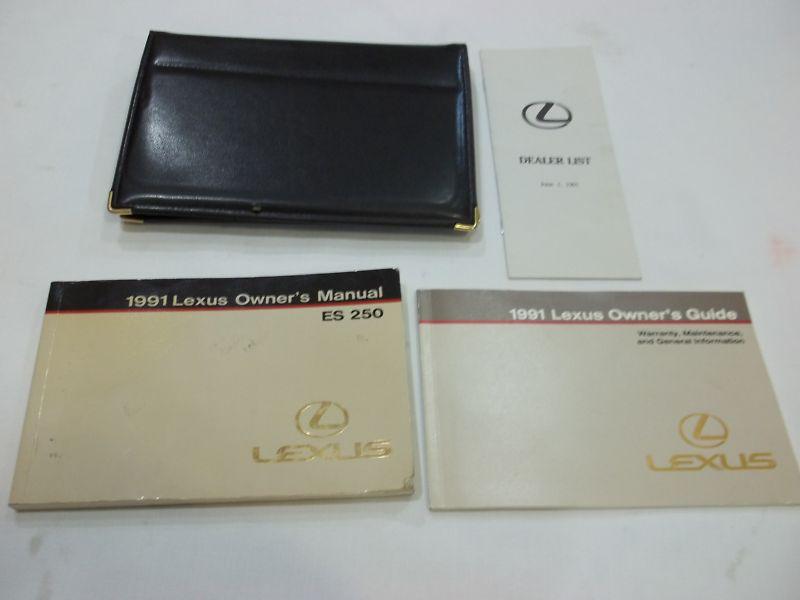 DEALER LIST
1991 Lexus Owner's Manual
ES 250
LEXUS
1991 Lexus Owner's Guide
Warranty, Maintenance,
and General Information
LEXUS